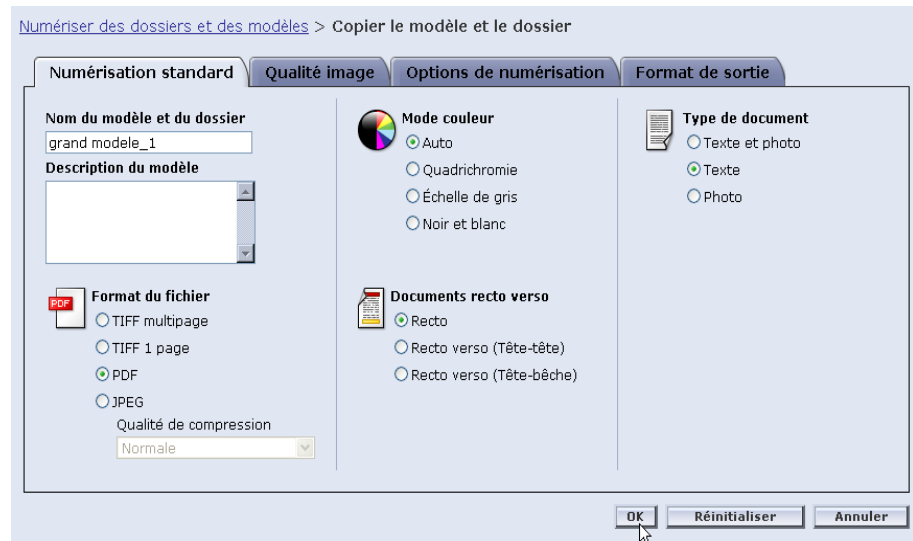 Numériser des dossiers et des modèles > Copier le modèle et le dossier
Numérisation standard
Qualité image
Options de numérisation
Format de sortie
Nom du modèle et du dossier
grand modele_1
Description du modèle
Format du fichier
PDF
TIFF multipage
TIFF 1 page
PDF
JPEG
Qualité de compression
Normale
Mode couleur
Auto
Quadrichromie
Échelle de gris
Noir et blanc
Documents recto verso
Recto
Recto verso (Tête-tête)
Recto verso (Tête-bêche)
Type de document
Texte et photo
Texte
Photo
OK
Réinitialiser
Annuler